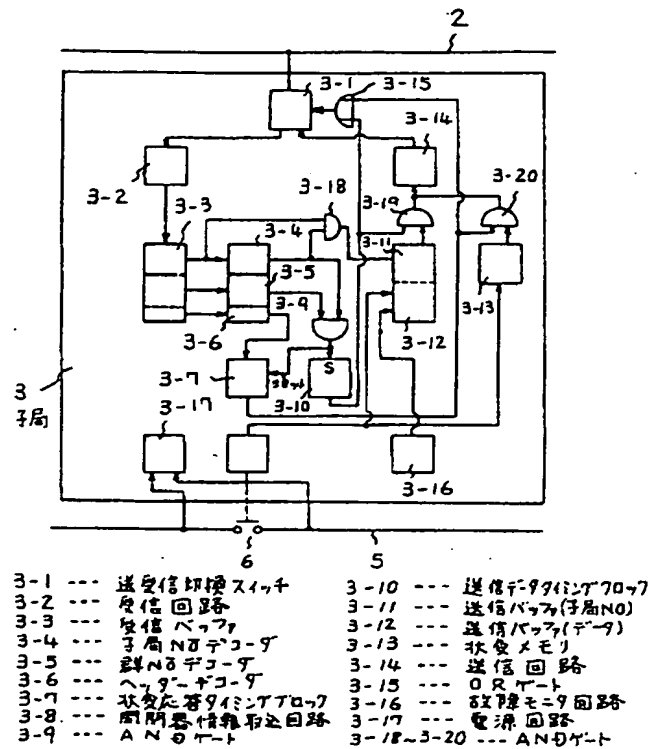 2
3-1
3-15
3-14
3-2
3-18
3-20
3-19
3-3
3-4
3-11
3-5
3-9
3-13
3-6
3-12
S
3-7
3-10
3
子局
3-17
3-16
6
5
3-1 --- 送受信切換スイッチ
3-2 --- 受信回路
3-3 --- 受信バッファ
3-4 --- 子局Noデコーダ
3-5 --- 群Noデコーダ
3-6 --- ヘッダーデコーダ
3-7 --- 状変応答タイミングブロック
3-8 --- 開閉器情報取込回路
3-9 --- ANDゲート
3-10 --- 送信データタイミングブロック
3-11 --- 送信バッファ(子局NO)
3-12 --- 送信バッファ(データ)
3-13 --- 状変メモリ
3-14 --- 送信回路
3-15 --- ORゲート
3-16 --- 故障モニタ回路
3-17 --- 電源回路
3-18~3-20 --- ANDゲート